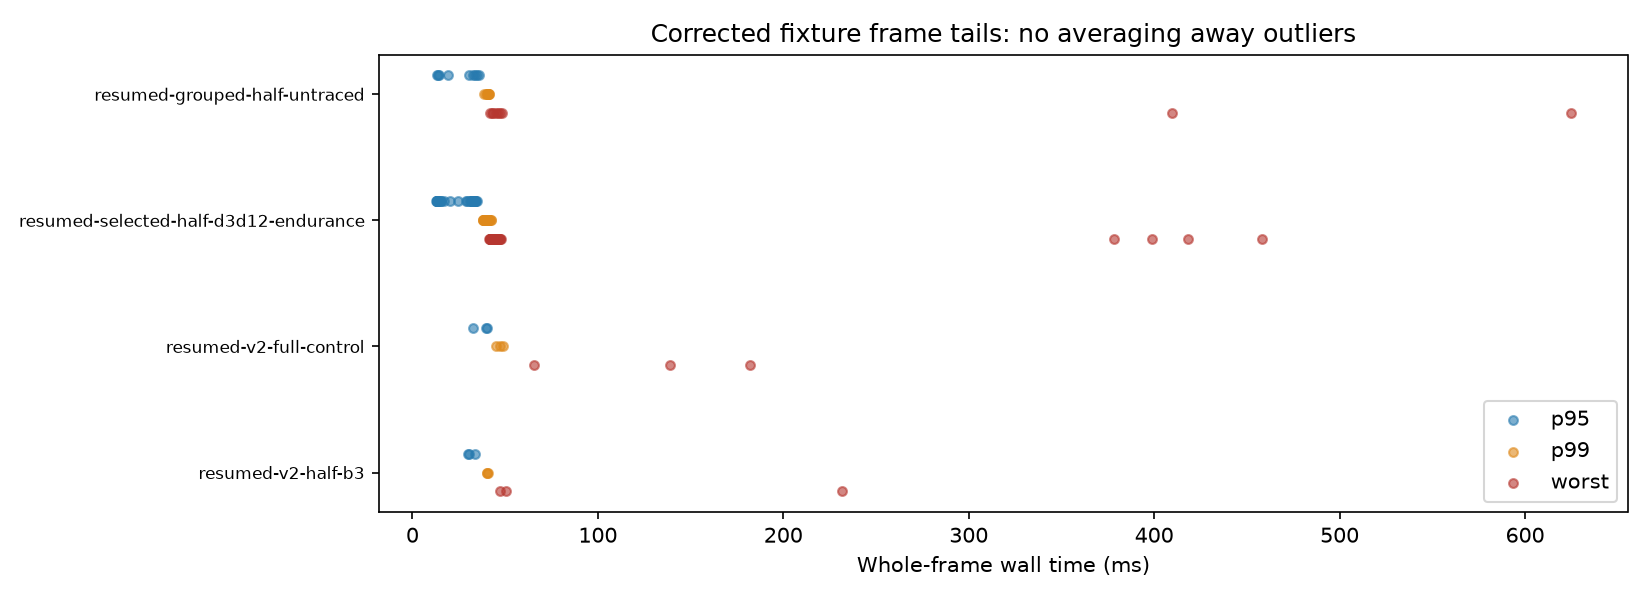 Corrected fixture frame tails: no averaging away outliers
resumed-grouped-half-untraced
resumed-selected-half-d3d12-endurance
resumed-v2-full-control
resumed-v2-half-b3
p95
p99
worst
0 100 200 300 400 500 600
Whole-frame wall time (ms)